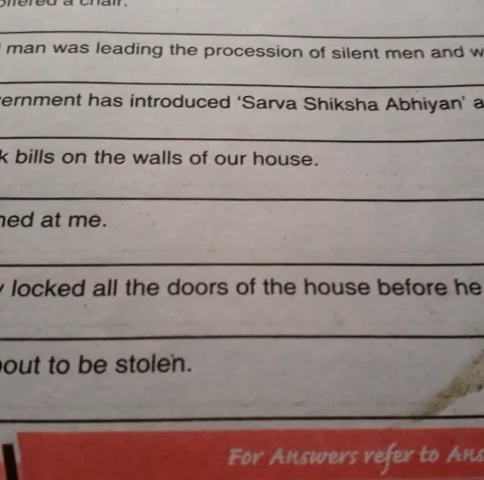 offered a chair.
man was leading the procession of silent men and
ernment has introduced 'Sarva Shiksha Abhiyan' a
k bills on the walls of our house.
ned at me.
locked all the doors of the house before he
out to be stolen.
For Answers refer to Ans